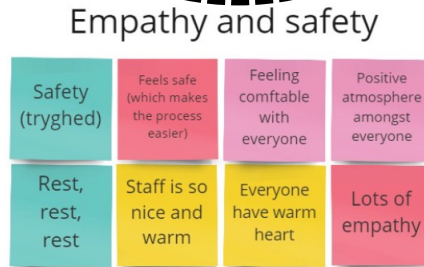 Empathy and safety
Safety
(tryghed)
Feels safe
(which makes
the process
easier)
Feeling
comftable
with
everyone
Positive
atmosphere
amongst
everyone
Rest,
rest,
rest
Staff is so
nice and
warm
Everyone
have warm
heart
Lots of
empathy